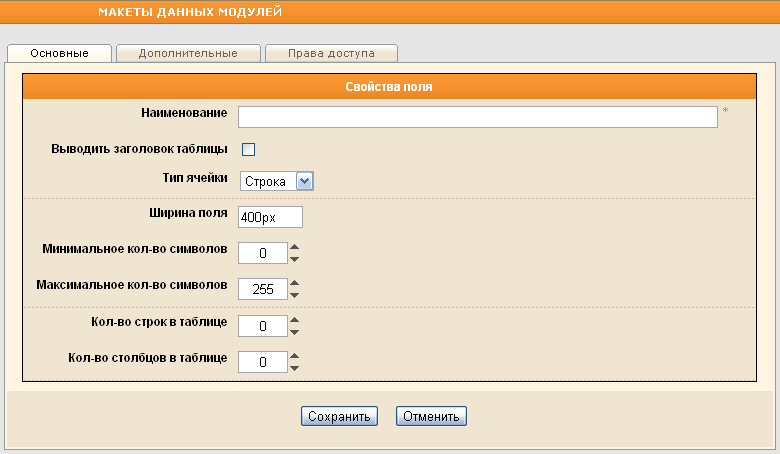 МАКЕТЫ ДАННЫХ МОДУЛЕЙ
Основные Дополнительные Права доступа
Свойства поля
Наименование *
Выводить заголовок таблицы
Тип ячейки Строка
Ширина поля 400px
Минимальное кол-во символов 0
Максимальное кол-во символов 255
Кол-во строк в таблице 0
Кол-во столбцов в таблице 0
Сохранить Отменить